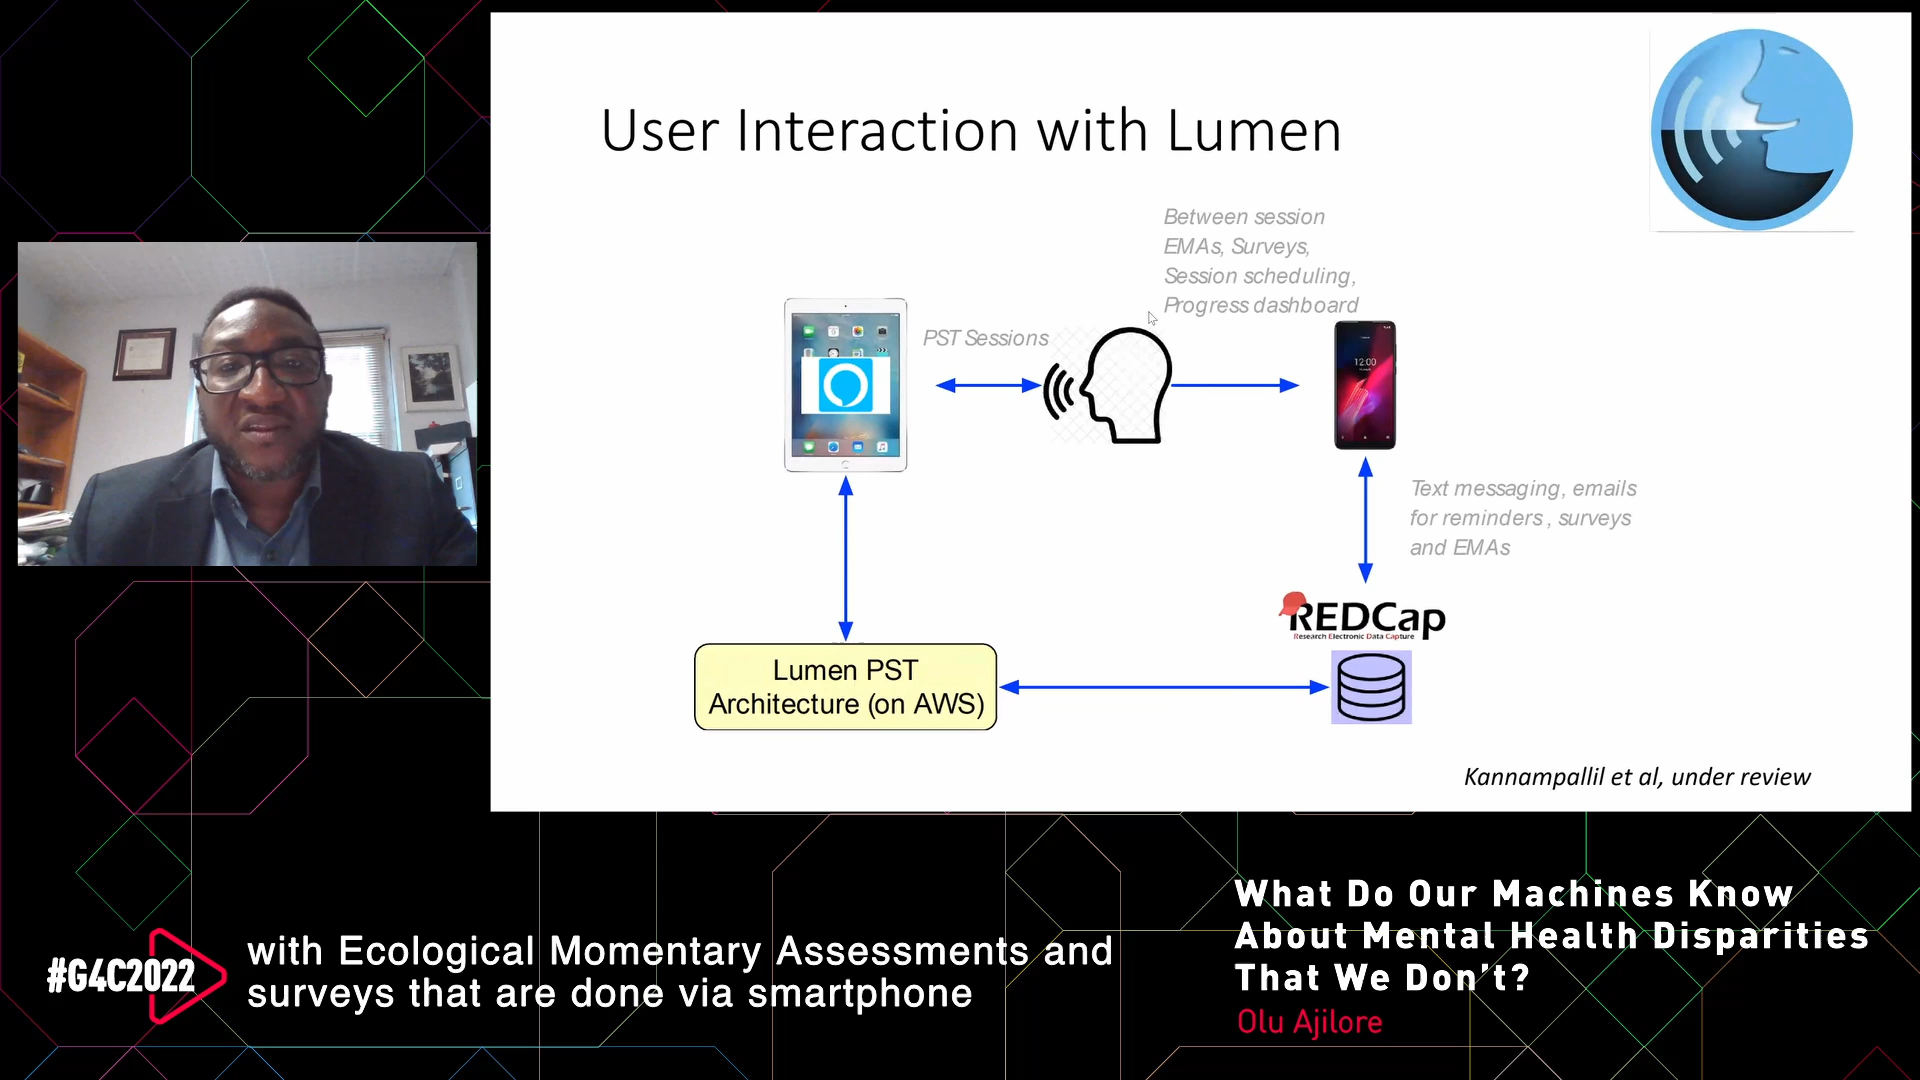 User Interaction with Lumen
Between session
EMAs, Surveys,
Session scheduling,
Progress dashboard
PST Sessions
12:00
Text messaging, emails
for reminders , surveys
and EMAs
REDCap
Research Electronic Data Capture
Lumen PST
Architecture (on AWS)
Kannampallil et al, under review
#G4C2022
with Ecological Momentary Assessments and
surveys that are done via smartphone
What Do Our Machines Know
About Mental Health Disparities
That We Don't?
Olu Ajilore